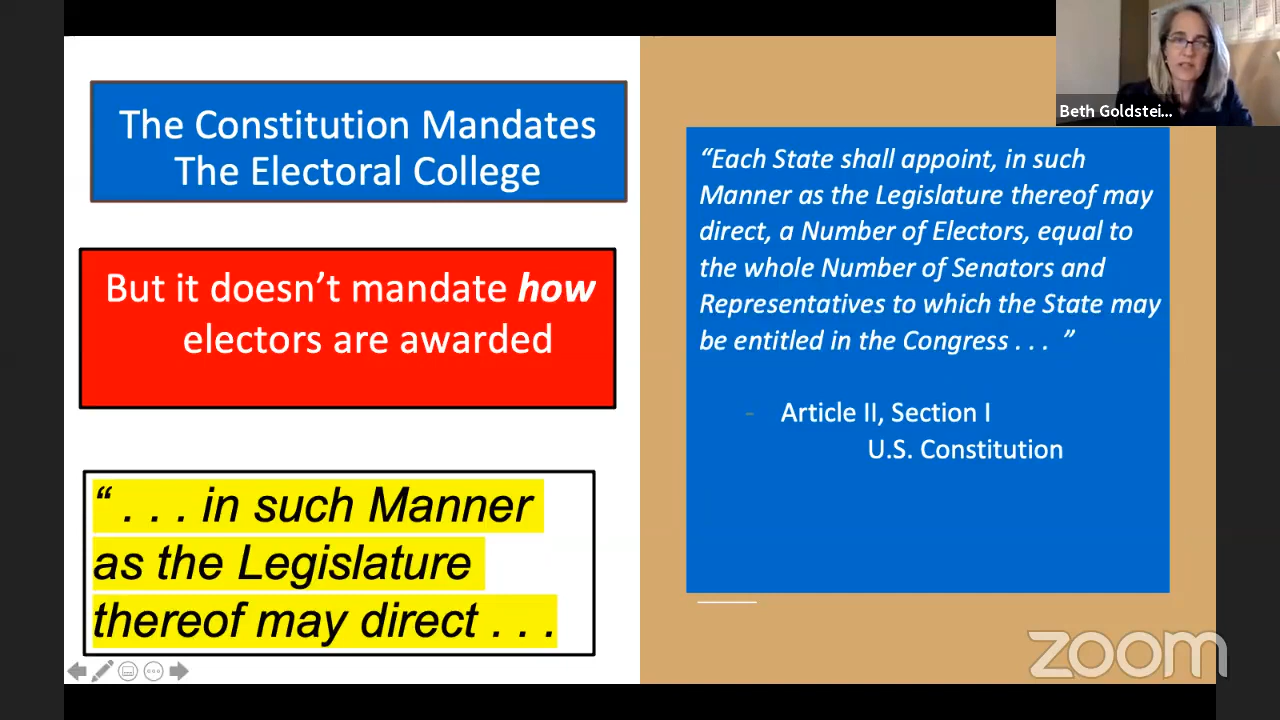 The Constitution Mandates
The Electoral College
But it doesn’t mandate how
electors are awarded
“ . . . in such Manner
as the Legislature
thereof may direct . . .
“Each State shall appoint, in such
Manner as the Legislature thereof may
direct, a Number of Electors, equal to
the whole Number of Senators and
Representatives to which the State may
be entitled in the Congress . . .  ”
- Article II, Section I
U.S. Constitution
Beth Goldstei...
zoom